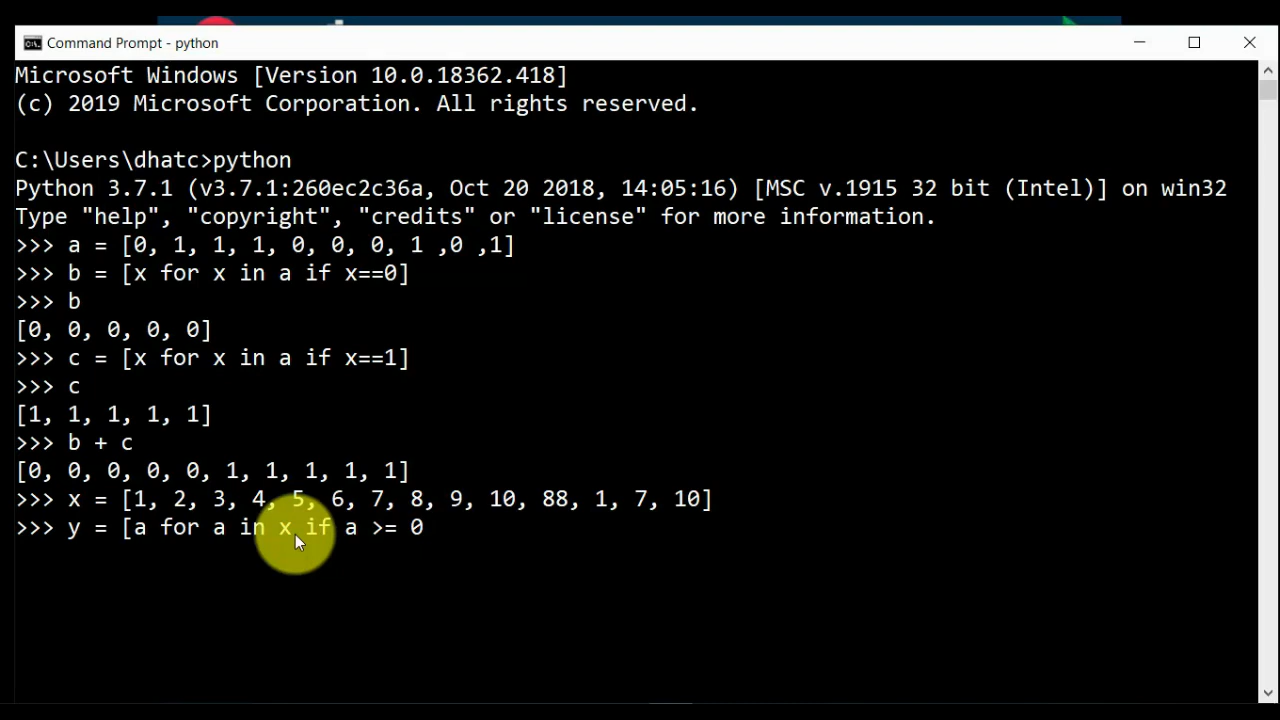 Command Prompt - python
Microsoft Windows [Version 10.0.18362.418]
(c) 2019 Microsoft Corporation. All rights reserved.
C:\Users\dhatc>python
Python 3.7.1 (v3.7.1:260ec2c36a, Oct 20 2018, 14:05:16) [MSC v.1915 32 bit (Intel)] on win32
Type "help", "copyright", "credits" or "license" for more information.
>>> a = [0, 1, 1, 1, 0, 0, 0, 1 ,0 ,1]
>>> b = [x for x in a if x==0]
>>> b
[0, 0, 0, 0, 0]
>>> c = [x for x in a if x==1]
>>> c
[1, 1, 1, 1, 1]
>>> b + c
[0, 0, 0, 0, 0, 1, 1, 1, 1, 1]
>>> x = [1, 2, 3, 4, 5, 6, 7, 8, 9, 10, 88, 1, 7, 10]
>>> y = [a for a in x if a >= 0